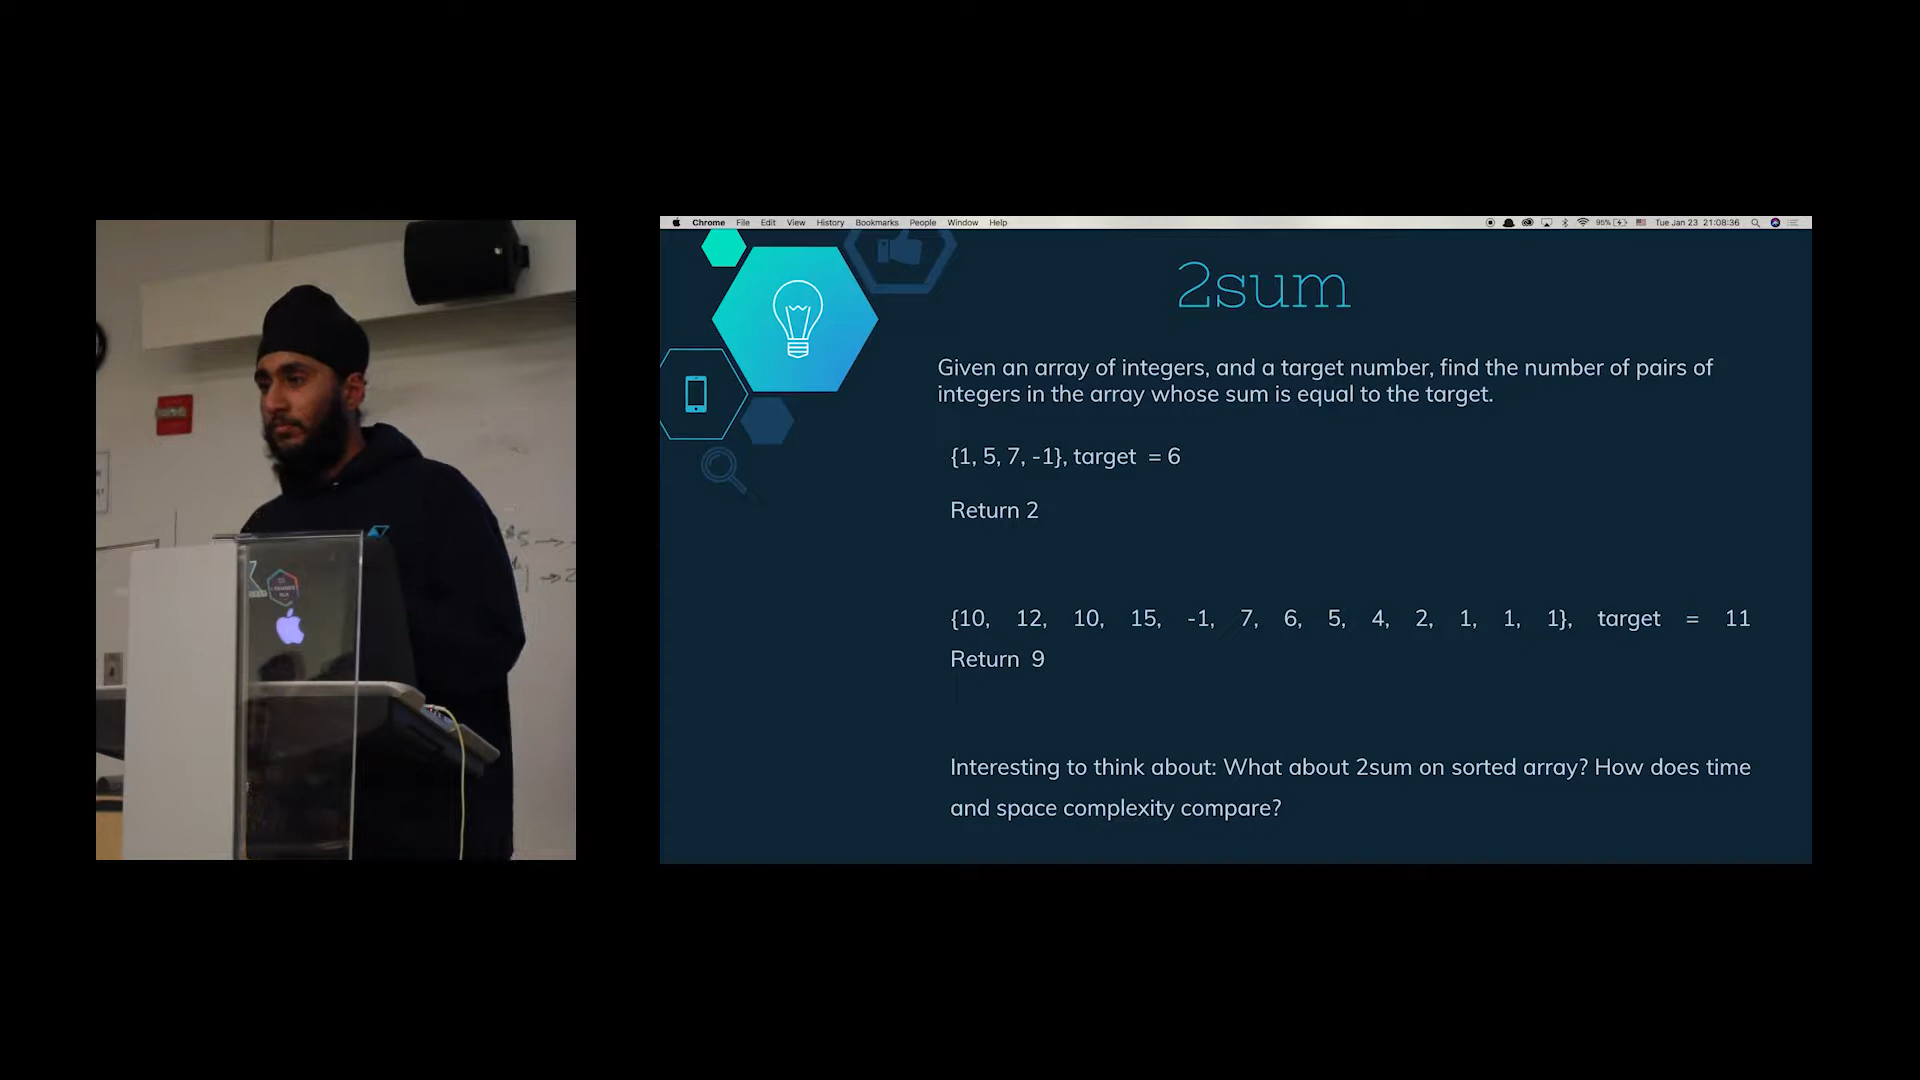 Chrome File Edit View History Bookmarks People Window Help
95% Tue Jan 23 21:08:36
2sum
Given an array of integers, and a target number, find the number of pairs of
integers in the array whose sum is equal to the target.
{1, 5, 7, -1}, target = 6
Return 2
{10, 12, 10, 15, -1, 7, 6, 5, 4, 2, 1, 1, 1}, target = 11
Return 9
Interesting to think about: What about 2sum on sorted array? How does time
and space complexity compare?